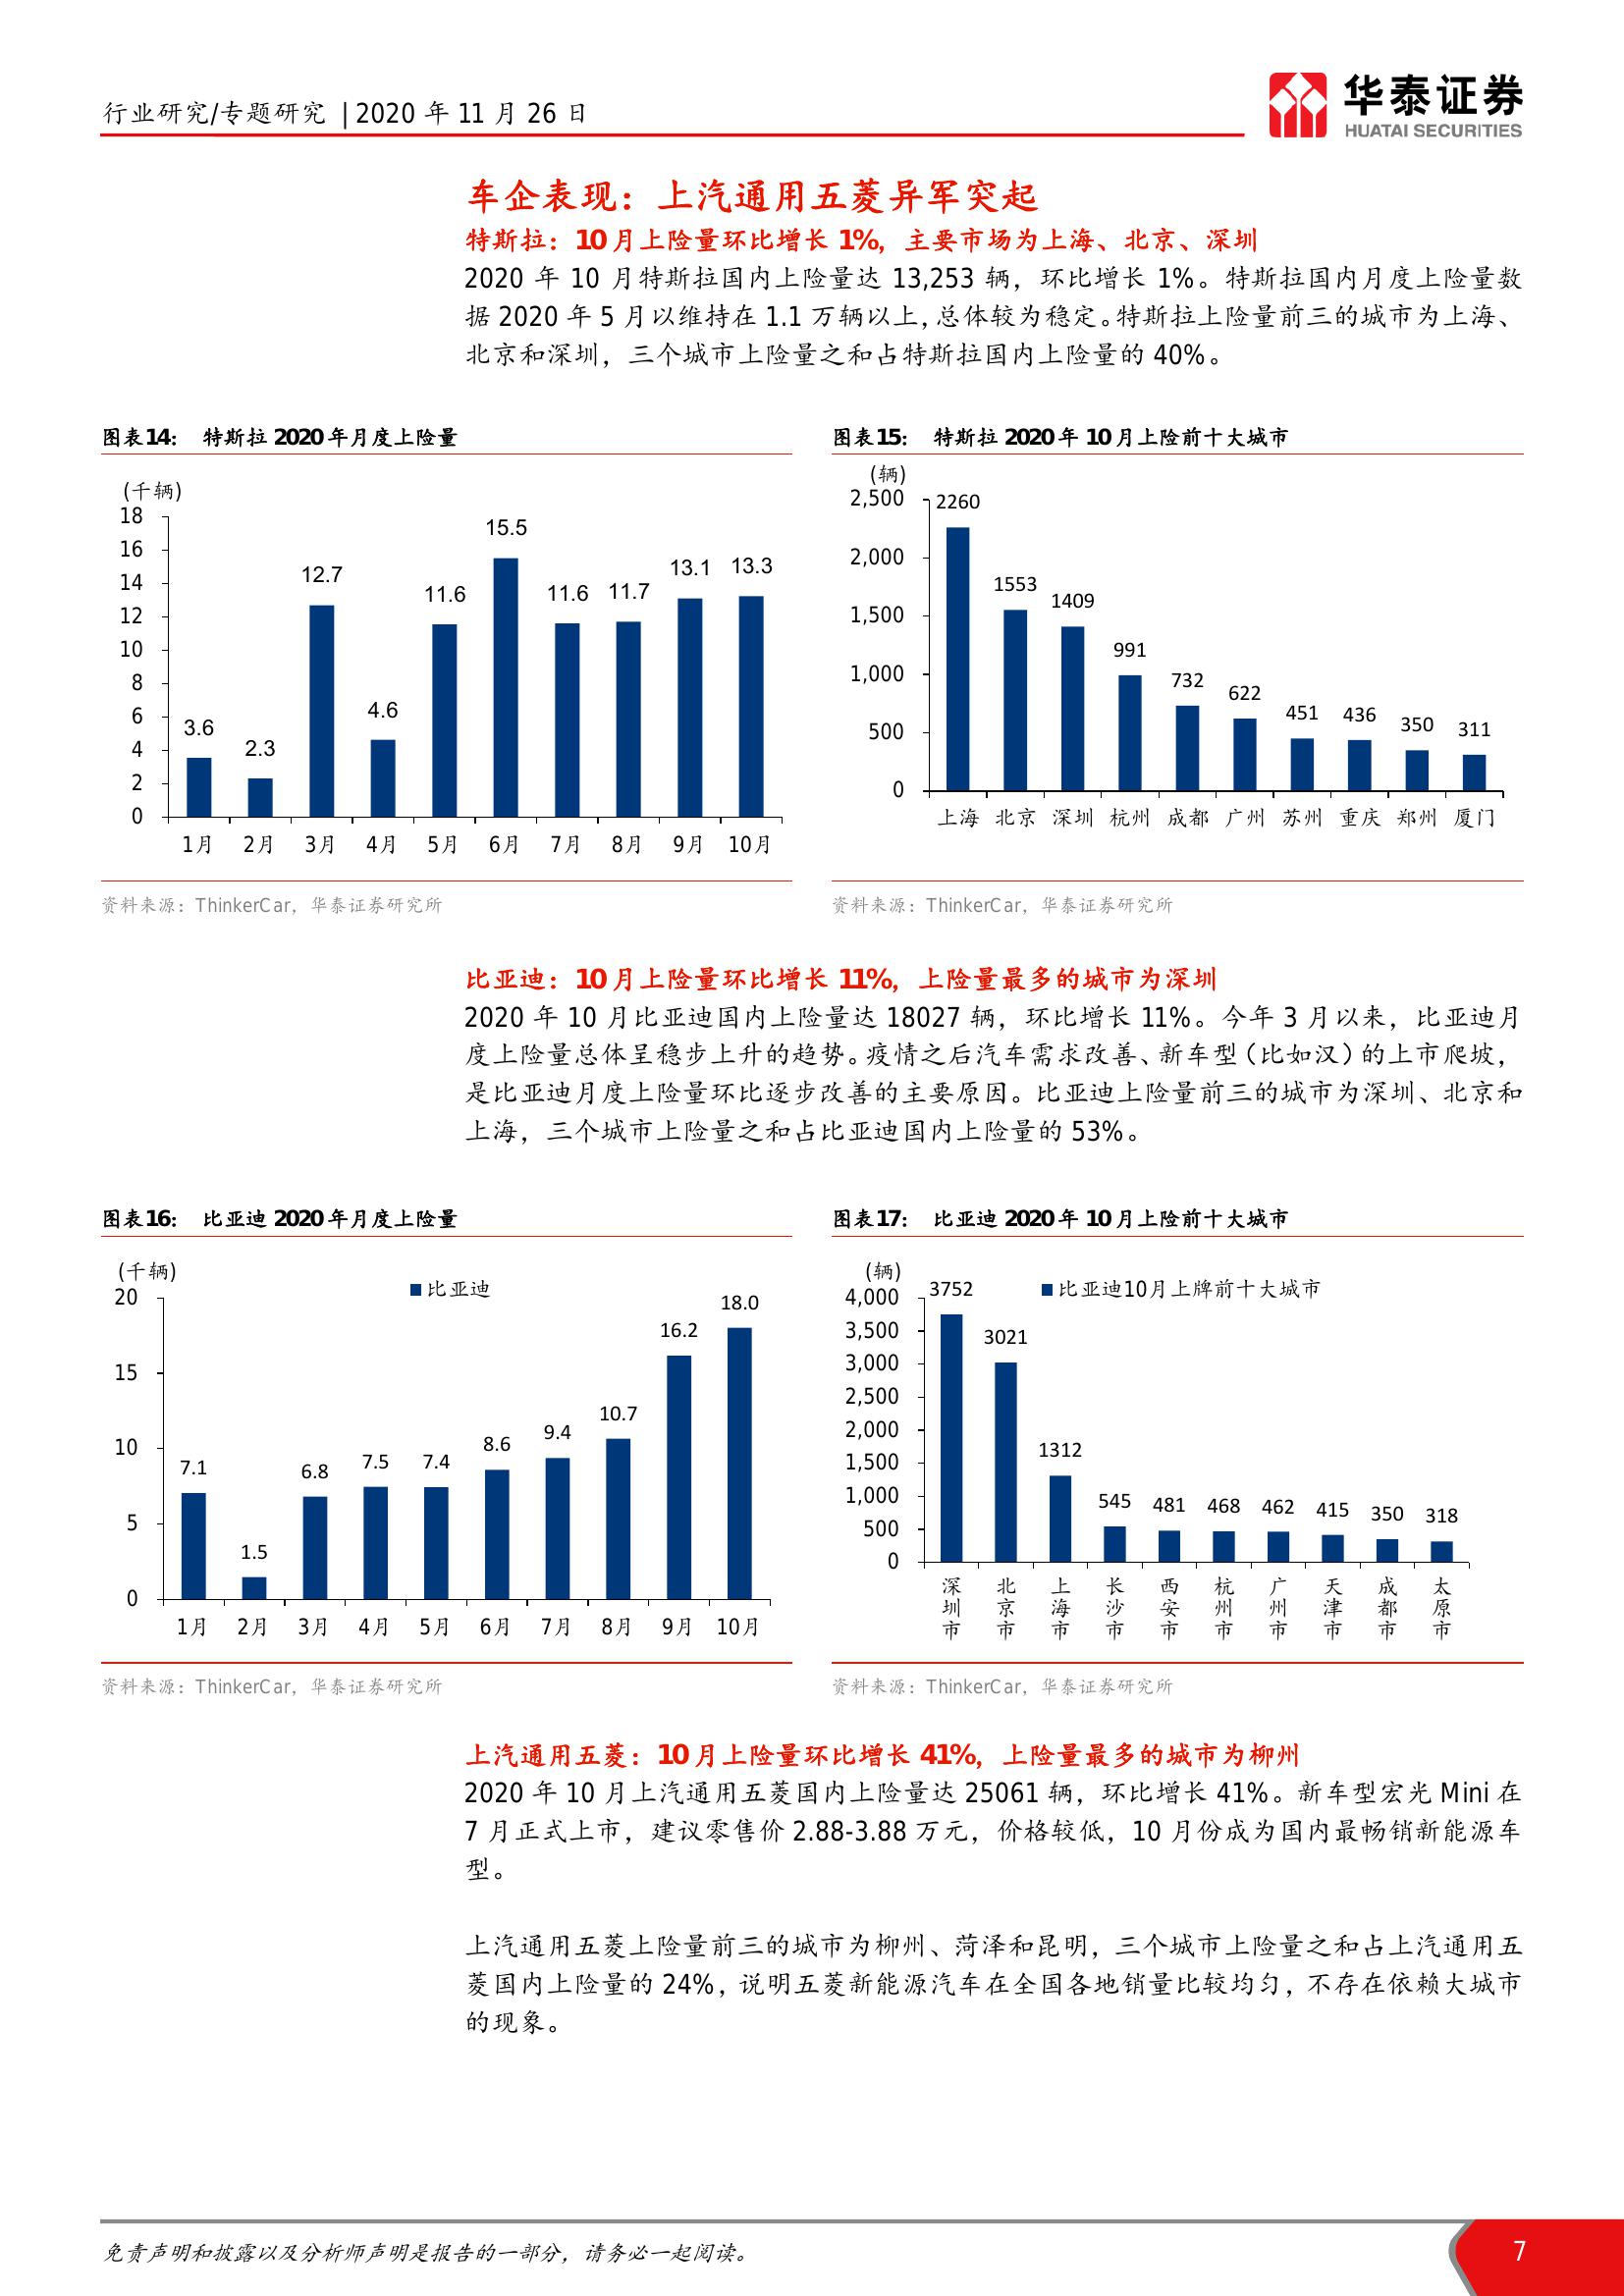 行业研究/专题研究 | 2020 年 11 月 26 日
华泰证券
HUATAI SECURITIES
车企表现：上汽通用五菱异军突起
特斯拉：10 月上险量环比增长 1%，主要市场为上海、北京、深圳
2020 年 10 月特斯拉国内上险量达 13,253 辆，环比增长 1%。特斯拉国内月度上险量数
据 2020 年 5 月以维持在 1.1 万辆以上，总体较为稳定。特斯拉上险量前三的城市为上海、
北京和深圳，三个城市上险量之和占特斯拉国内上险量的 40%。
图表14： 特斯拉 2020 年月度上险量
(千辆)
18
16
14
12
10
8
6
4
2
0
3.6
2.3
12.7
4.6
11.6
15.5
11.6
11.7
13.1
13.3
1月 2月 3月 4月 5月 6月 7月 8月 9月 10月
资料来源：ThinkerCar，华泰证券研究所
图表15： 特斯拉 2020 年 10 月上险前十大城市
(辆)
2,500
2,000
1,500
1,000
500
0
2260
1553
1409
991
732
622
451
436
350
311
上海 北京 深圳 杭州 成都 广州 苏州 重庆 郑州 厦门
资料来源：ThinkerCar，华泰证券研究所
比亚迪：10 月上险量环比增长 11%，上险量最多的城市为深圳
2020 年 10 月比亚迪国内上险量达 18027 辆，环比增长 11%。今年 3 月以来，比亚迪月
度上险量总体呈稳步上升的趋势。疫情之后汽车需求改善、新车型（比如汉）的上市爬坡，
是比亚迪月度上险量环比逐步改善的主要原因。比亚迪上险量前三的城市为深圳、北京和
上海，三个城市上险量之和占比亚迪国内上险量的 53%。
图表16： 比亚迪 2020 年月度上险量
(千辆)
比亚迪
20
15
10
5
0
7.1
1.5
6.8
7.5
7.4
8.6
9.4
10.7
16.2
18.0
1月 2月 3月 4月 5月 6月 7月 8月 9月 10月
资料来源：ThinkerCar，华泰证券研究所
图表17： 比亚迪 2020 年 10 月上险前十大城市
(辆)
比亚迪10月上牌前十大城市
4,000
3,500
3,000
2,500
2,000
1,500
1,000
500
0
3752
3021
1312
545
481
468
462
415
350
318
深圳市 北京市 上海市 长沙市 西安市 杭州市 广州市 天津市 成都市 太原市
资料来源：ThinkerCar，华泰证券研究所
上汽通用五菱：10 月上险量环比增长 41%，上险量最多的城市为柳州
2020 年 10 月上汽通用五菱国内上险量达 25061 辆，环比增长 41%。新车型宏光 Mini 在
7 月正式上市，建议零售价 2.88-3.88 万元，价格较低，10 月份成为国内最畅销新能源车
型。
上汽通用五菱上险量前三的城市为柳州、菏泽和昆明，三个城市上险量之和占上汽通用五
菱国内上险量的 24%，说明五菱新能源汽车在全国各地销量比较均匀，不存在依赖大城市
的现象。
免责声明和披露以及分析师声明是报告的一部分，请务必一起阅读。
7